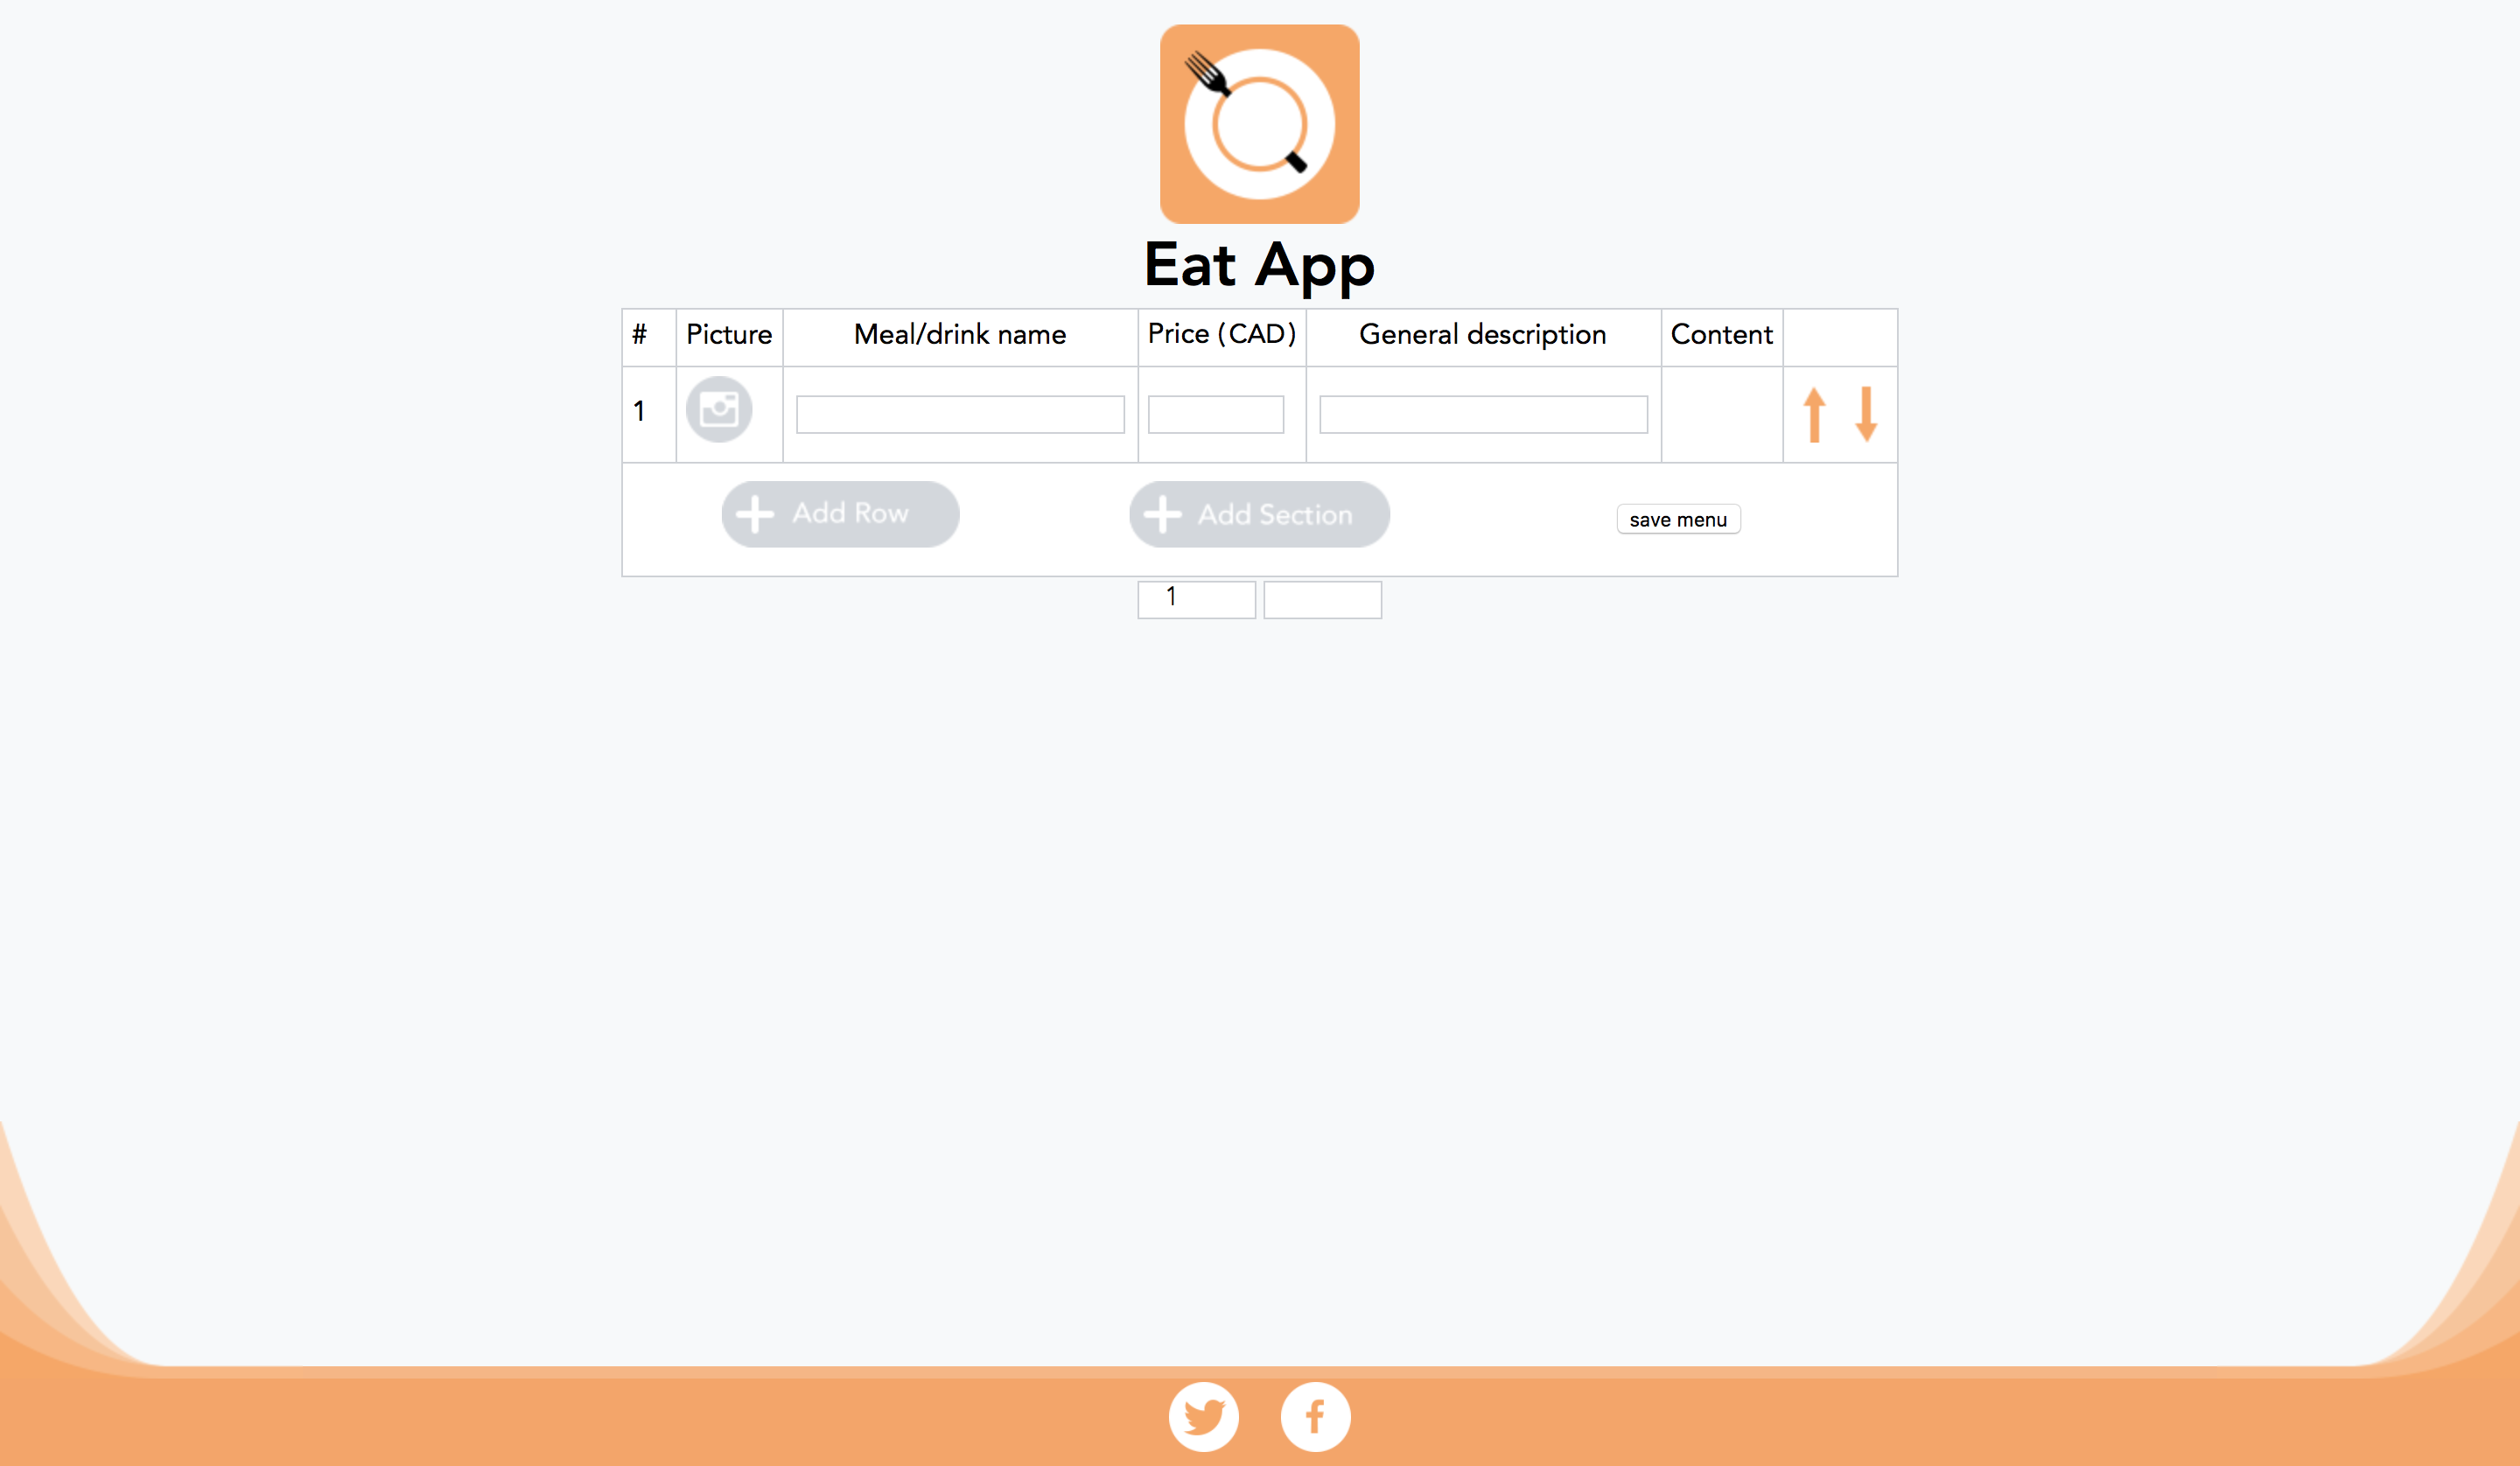 Eat App
# Picture Meal/drink name Price (CAD) General description Content
1
Add Row Add Section save menu
1